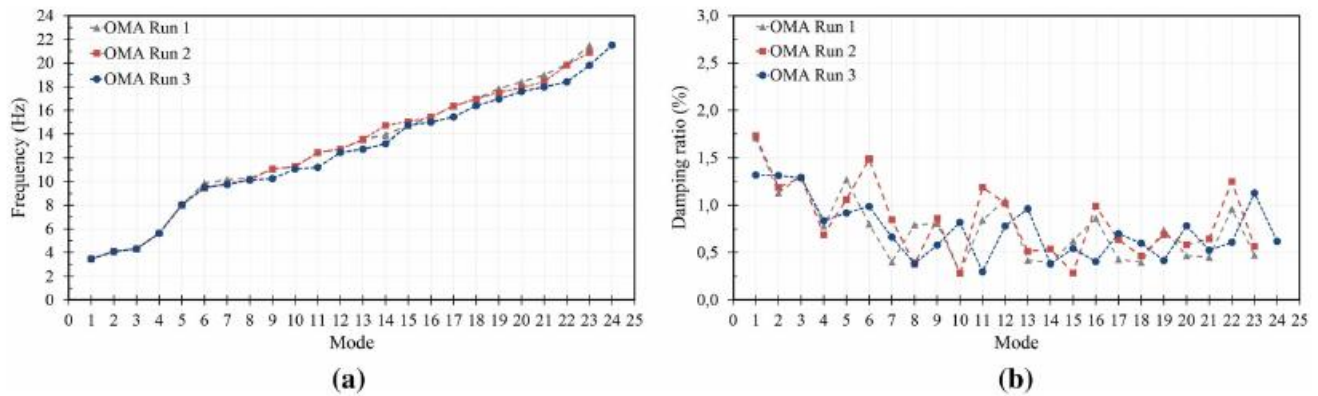 24
22
20
18
16
14
12
10
8
6
4
2
0
Frequency (Hz)
OMA Run 1
OMA Run 2
OMA Run 3
0 1 2 3 4 5 6 7 8 9 10 11 12 13 14 15 16 17 18 19 20 21 22 23 24 25
Mode
(a)
3,0
2,5
2,0
1,5
1,0
0,5
0,0
Damping ratio (%)
OMA Run 1
OMA Run 2
OMA Run 3
0 1 2 3 4 5 6 7 8 9 10 11 12 13 14 15 16 17 18 19 20 21 22 23 24 25
Mode
(b)